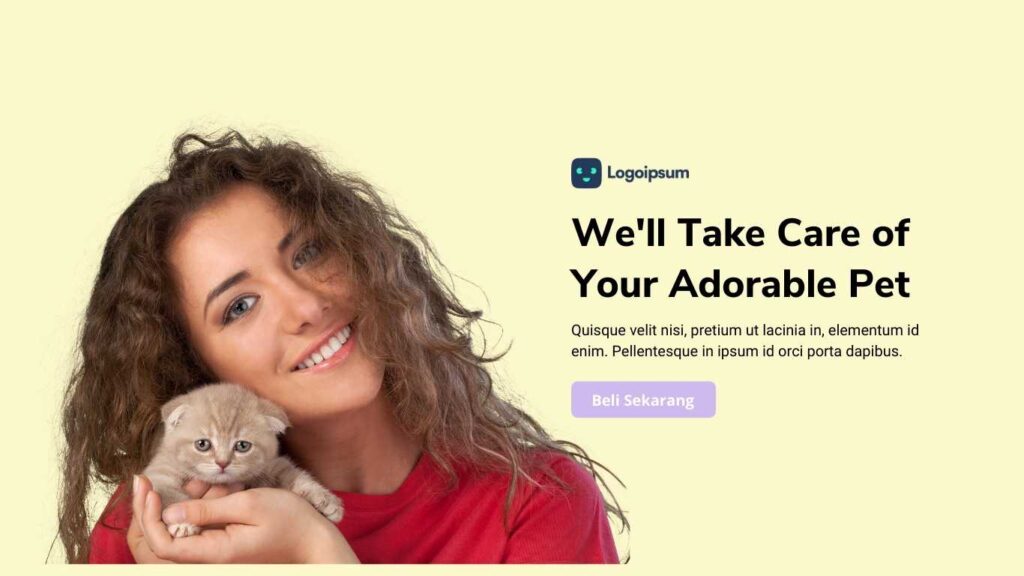 Logoipsum
We'll Take Care of
Your Adorable Pet
Quisque velit nisi, pretium ut lacinia in, elementum id
enim. Pellentesque in ipsum id orci porta dapibus.
Beli Sekarang